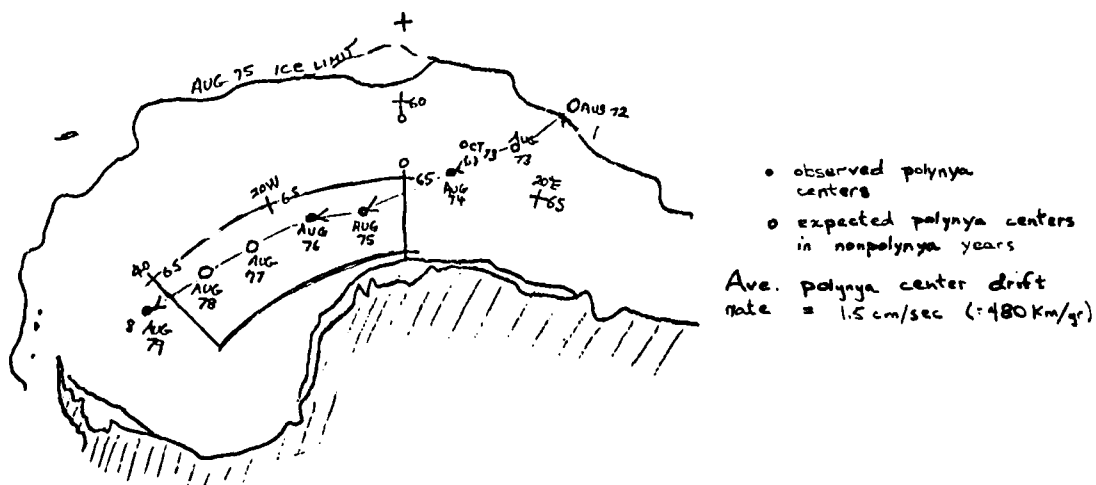 AUG 75 ICE LIMIT
60
AUG 72
OCT 73
AUG
73
65
AUG
74
20°E
65
20W
65
AUG
75
AUG
76
AUG
77
AUG
78
40
65
8 AUG
79
• observed polynya
centers
o expected polynya centers
in nonpolynya years
Ave. polynya center drift
rate = 1.5 cm/sec (÷480 Km/yr)